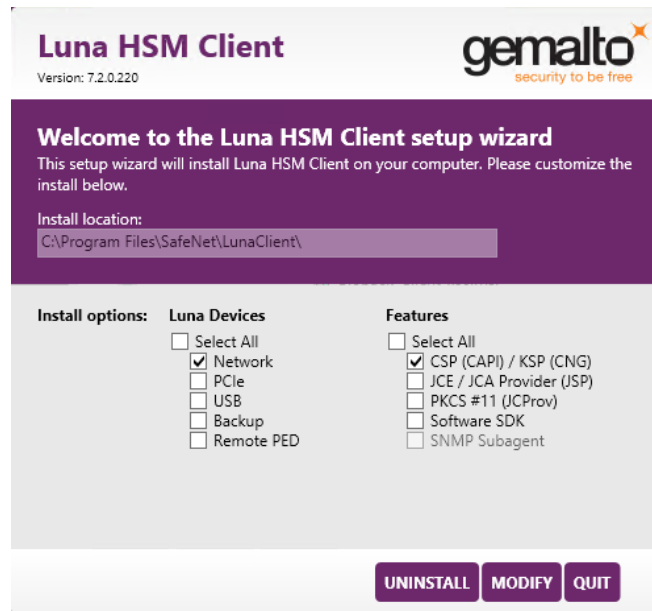 Luna HSM Client
Version: 7.2.0.220
gemalto
security to be free
Welcome to the Luna HSM Client setup wizard
This setup wizard will install Luna HSM Client on your computer. Please customize the
install below.
Install location:
C:\Program Files\SafeNet\LunaClient\
Install options:
Luna Devices
Select All
Network
PCIe
USB
Backup
Remote PED
Features
Select All
CSP (CAPI) / KSP (CNG)
JCE / JCA Provider (JSP)
PKCS #11 (JCProv)
Software SDK
SNMP Subagent
UNINSTALL
MODIFY
QUIT